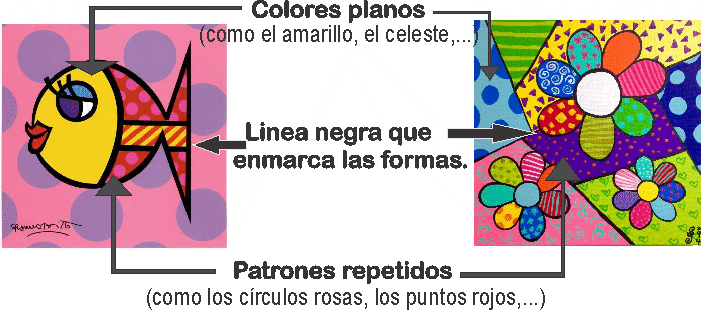 Colores planos
(como el amarillo, el celeste,...)
Linea negra que
enmarca las formas.
Patrones repetidos
(como los círculos rosas, los puntos rojos,...)